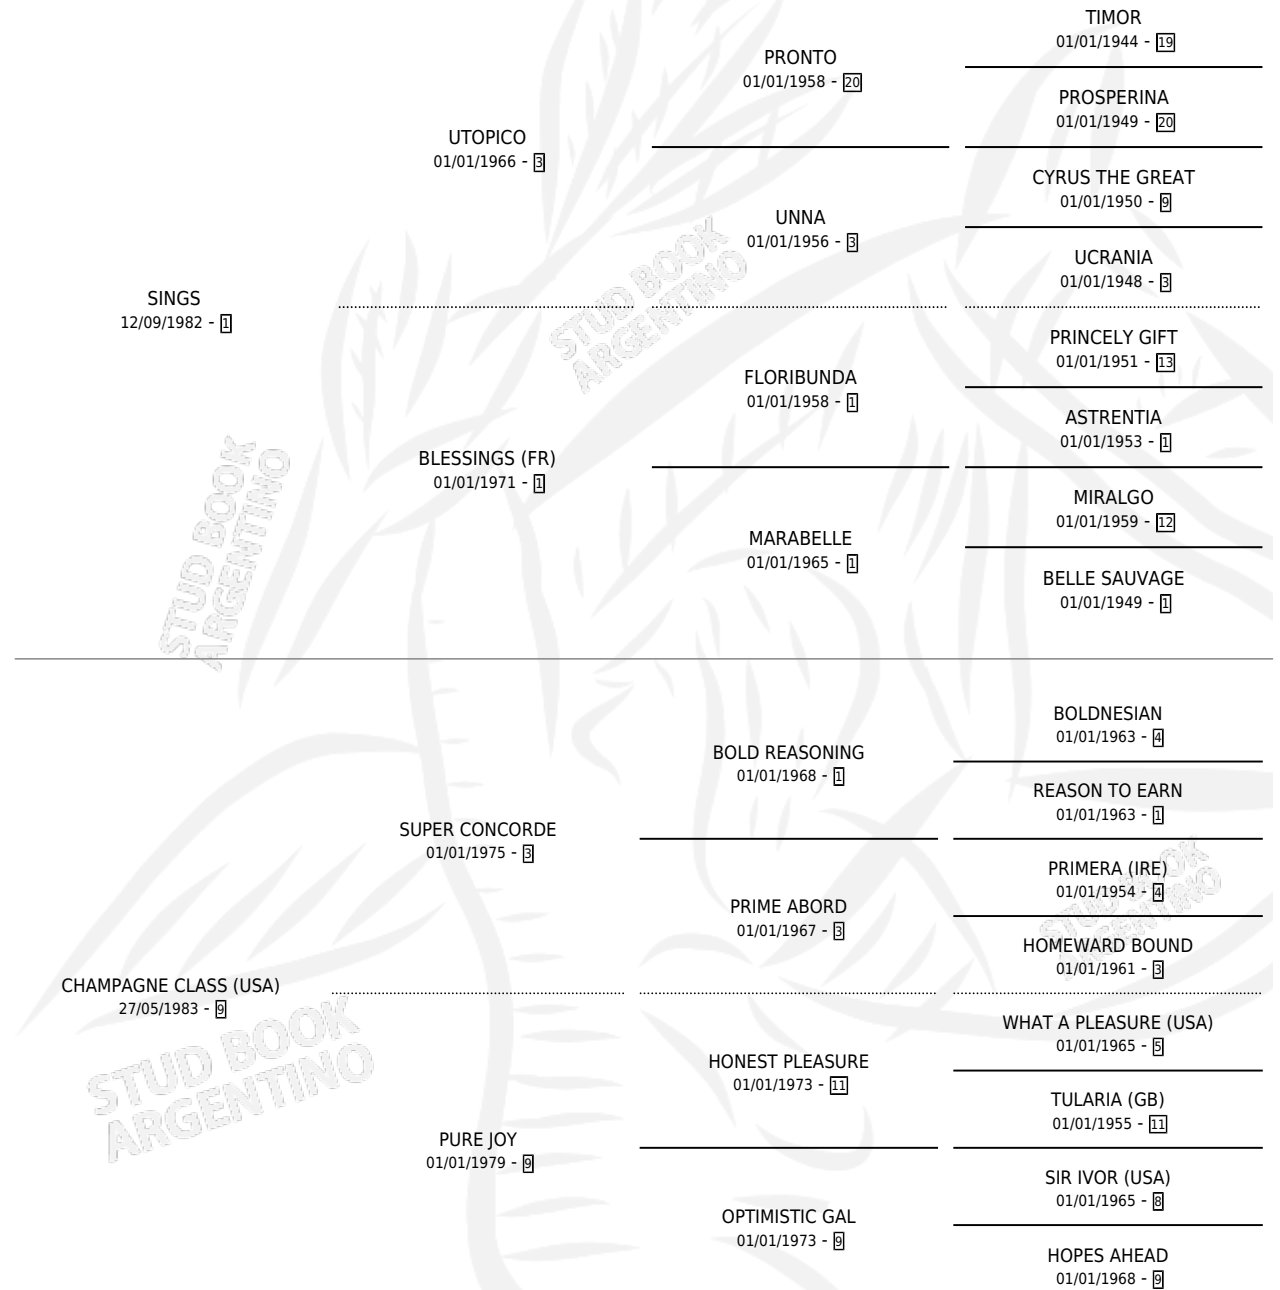 TIMOR
01/01/1944 - 19
PRONTO
01/01/1958 - 20
PROSPERINA
01/01/1949 - 20
UTOPICO
01/01/1966 - 3
CYRUS THE GREAT
01/01/1950 - 9
UNNA
01/01/1956 - 3
UCRANIA
01/01/1948 - 3
SINGS
12/09/1982 - 1
PRINCELY GIFT
01/01/1951 - 13
FLORIBUNDA
01/01/1958 - 1
ASTRENTIA
01/01/1953 - 1
BLESSINGS (FR)
01/01/1971 - 1
MIRALGO
01/01/1959 - 12
MARABELLE
01/01/1965 - 1
BELLE SAUVAGE
01/01/1949 - 1
STUD BOOK
ARGENTINO
STUD BOOK
ARGENTINO
BOLDNESIAN
01/01/1963 - 4
BOLD REASONING
01/01/1968 - 1
REASON TO EARN
01/01/1963 - 1
SUPER CONCORDE
01/01/1975 - 3
PRIMERA (IRE)
01/01/1954 - 4
PRIME ABORD
01/01/1967 - 3
HOMEWARD BOUND
01/01/1961 - 3
CHAMPAGNE CLASS (USA)
27/05/1983 - 9
WHAT A PLEASURE (USA)
01/01/1965 - 5
HONEST PLEASURE
01/01/1973 - 11
TULARIA (GB)
01/01/1955 - 11
PURE JOY
01/01/1979 - 9
SIR IVOR (USA)
01/01/1965 - 8
OPTIMISTIC GAL
01/01/1973 - 9
HOPES AHEAD
01/01/1968 - 9
STUD BOOK
ARGENTINO
STUD BOOK
ARGENTINO